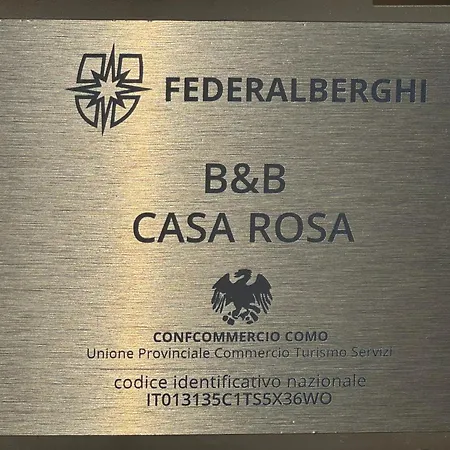 FEDERALBERGHI
B&B
CASA ROSA
CONFCOMMERCIO COMO
Unione Provinciale Commercio Turismo Servizi
codice identificativo nazionale
IT013135C1TS5X36WO